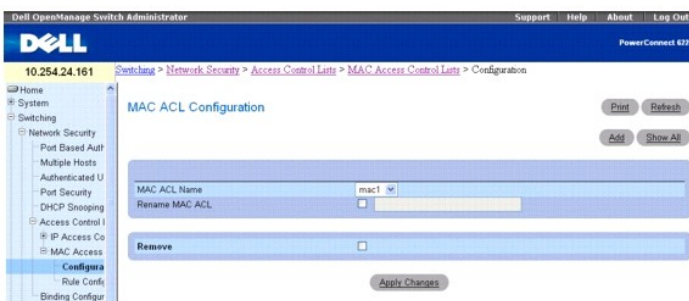 Dell OpenManage Switch Administrator
Support Help About Log Out
DELL
PowerConnect 622
10.254.24.161
Switching > Network Security > Access Control Lists > MAC Access Control Lists > Configuration
Home
System
Switching
Network Security
Port Based Auth
Multiple Hosts
Authenticated U
Port Security
DHCP Snooping
Access Control l
IP Access Co
MAC Access
Configura
Rule Config
Binding Configur
MAC ACL Configuration
Print Refresh
Add Show All
MAC ACL Name mac1
Rename MAC ACL
Remove
Apply Changes